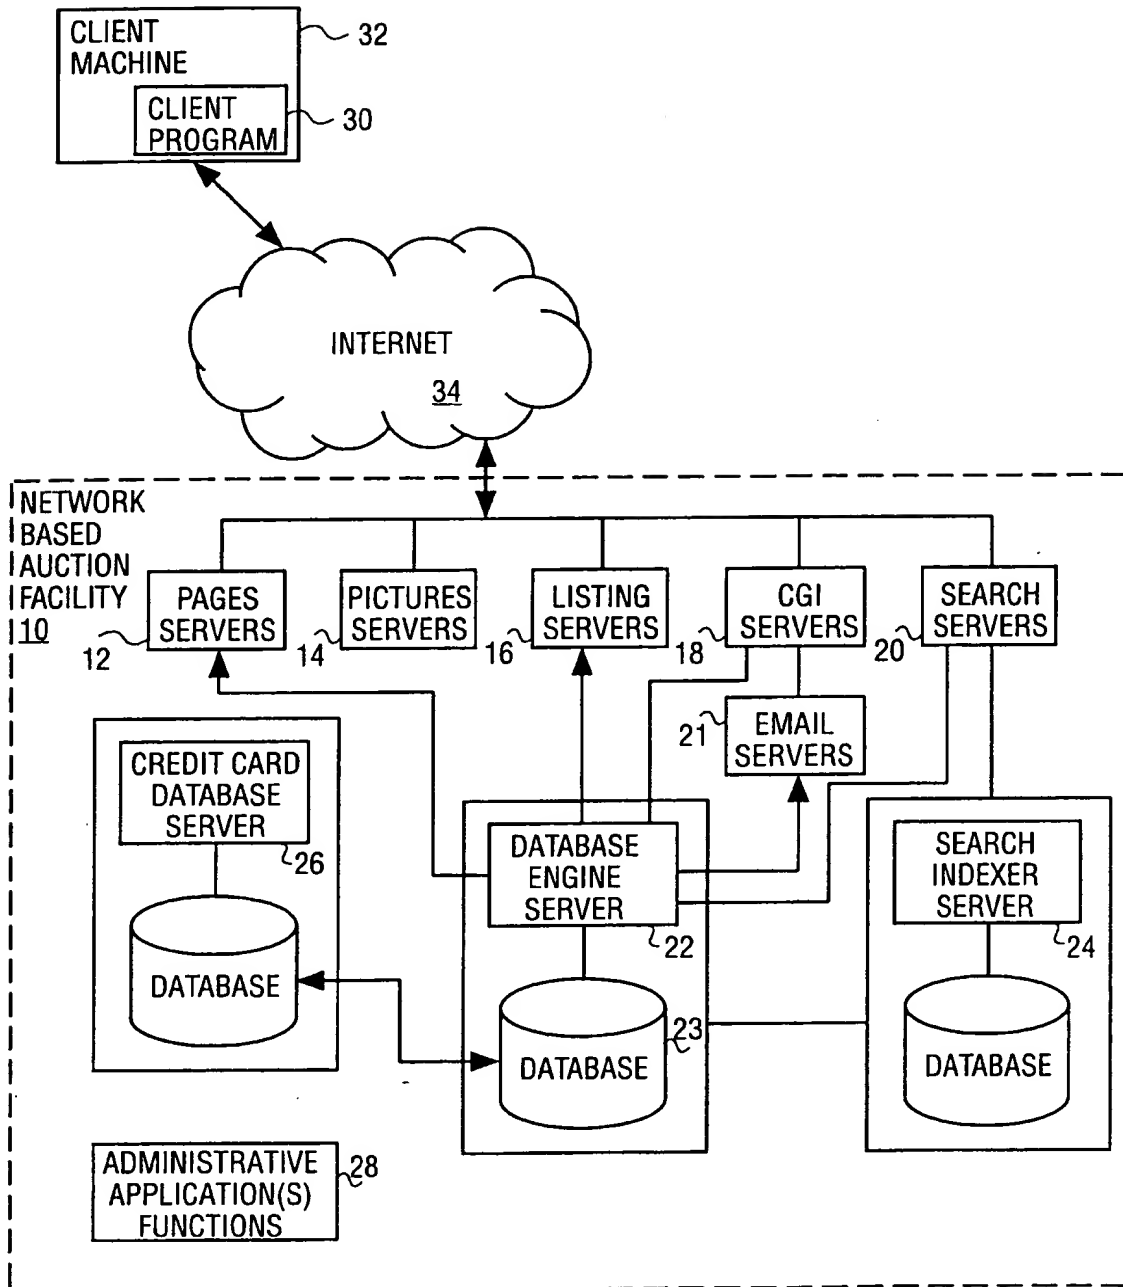 CLIENT
MACHINE
32
CLIENT
PROGRAM
30
INTERNET
34
NETWORK
BASED
AUCTION
FACILITY
10
PAGES
SERVERS
12
PICTURES
SERVERS
14
LISTING
SERVERS
16
CGI
SERVERS
18
SEARCH
SERVERS
20
EMAIL
SERVERS
21
CREDIT CARD
DATABASE
SERVER
26
DATABASE
DATABASE
ENGINE
SERVER
22
DATABASE
23
SEARCH
INDEXER
SERVER
24
DATABASE
ADMINISTRATIVE
APPLICATION(S)
FUNCTIONS
28